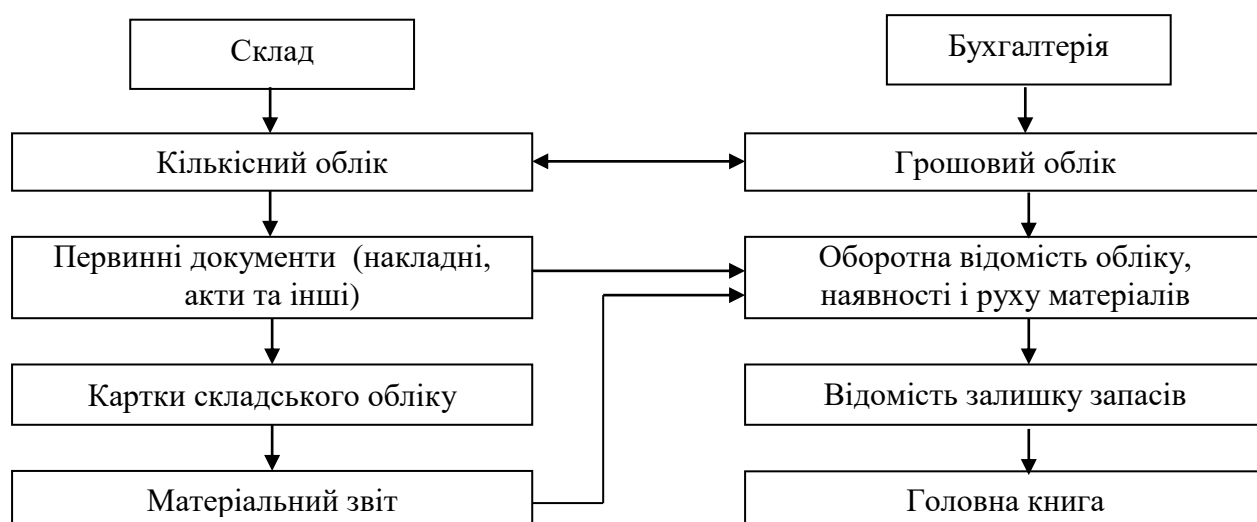 Склад
Бухгалтерія
Кількісний облік
Грошовий облік
Первинні документи (накладні,
акти та інші)
Оборотна відомість обліку,
наявності і руху матеріалів
Картки складського обліку
Відомість залишку запасів
Матеріальний звіт
Головна книга